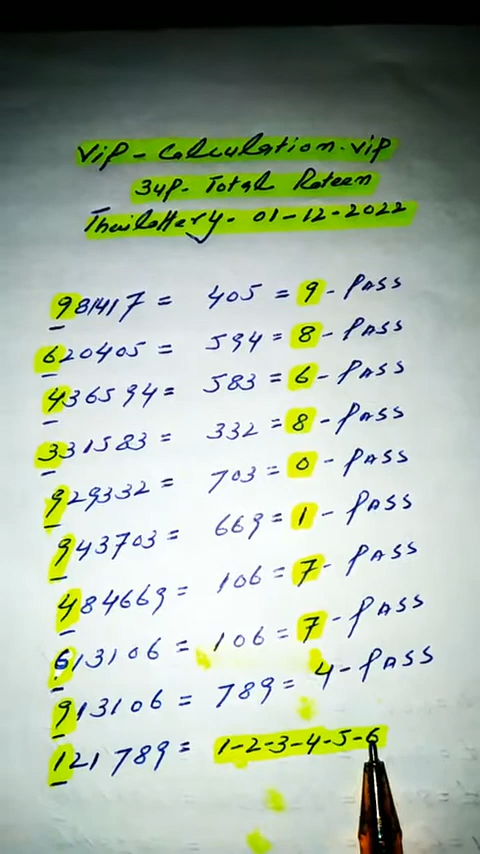 Vip - Calculation.vip
3up - Total Roteen
Thailottery - 01-12-2022
981417 = 405 = 9 - Pass
620405 = 594 = 8 - Pass
436594 = 583 = 6 - Pass
331583 = 332 = 8 - Pass
929332 = 703 = 0 - Pass
943703 = 669 = 1 - Pass
484669 = 106 = 7 - Pass
613106 = 106 = 7 - Pass
913106 = 789 = 4 - Pass
121789 = 1-2-3-4-5-6